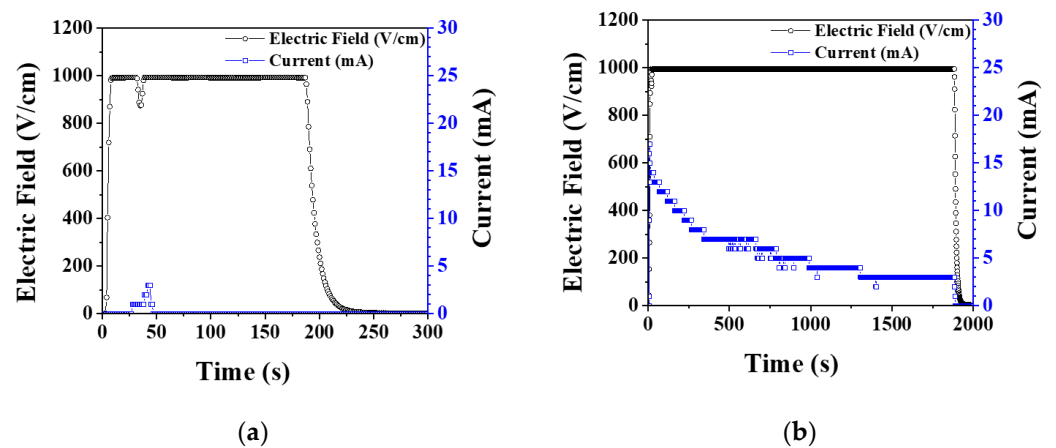 1200
1000
800
600
400
200
0
Electric Field (V/cm)
Electric Field (V/cm)
Current (mA)
30
25
20
15
10
5
0
Current (mA)
0 50 100 150 200 250 300
Time (s)
(a)
1200
1000
800
600
400
200
0
Electric Field (V/cm)
Electric Field (V/cm)
Current (mA)
30
25
20
15
10
5
0
Current (mA)
0 500 1000 1500 2000
Time (s)
(b)